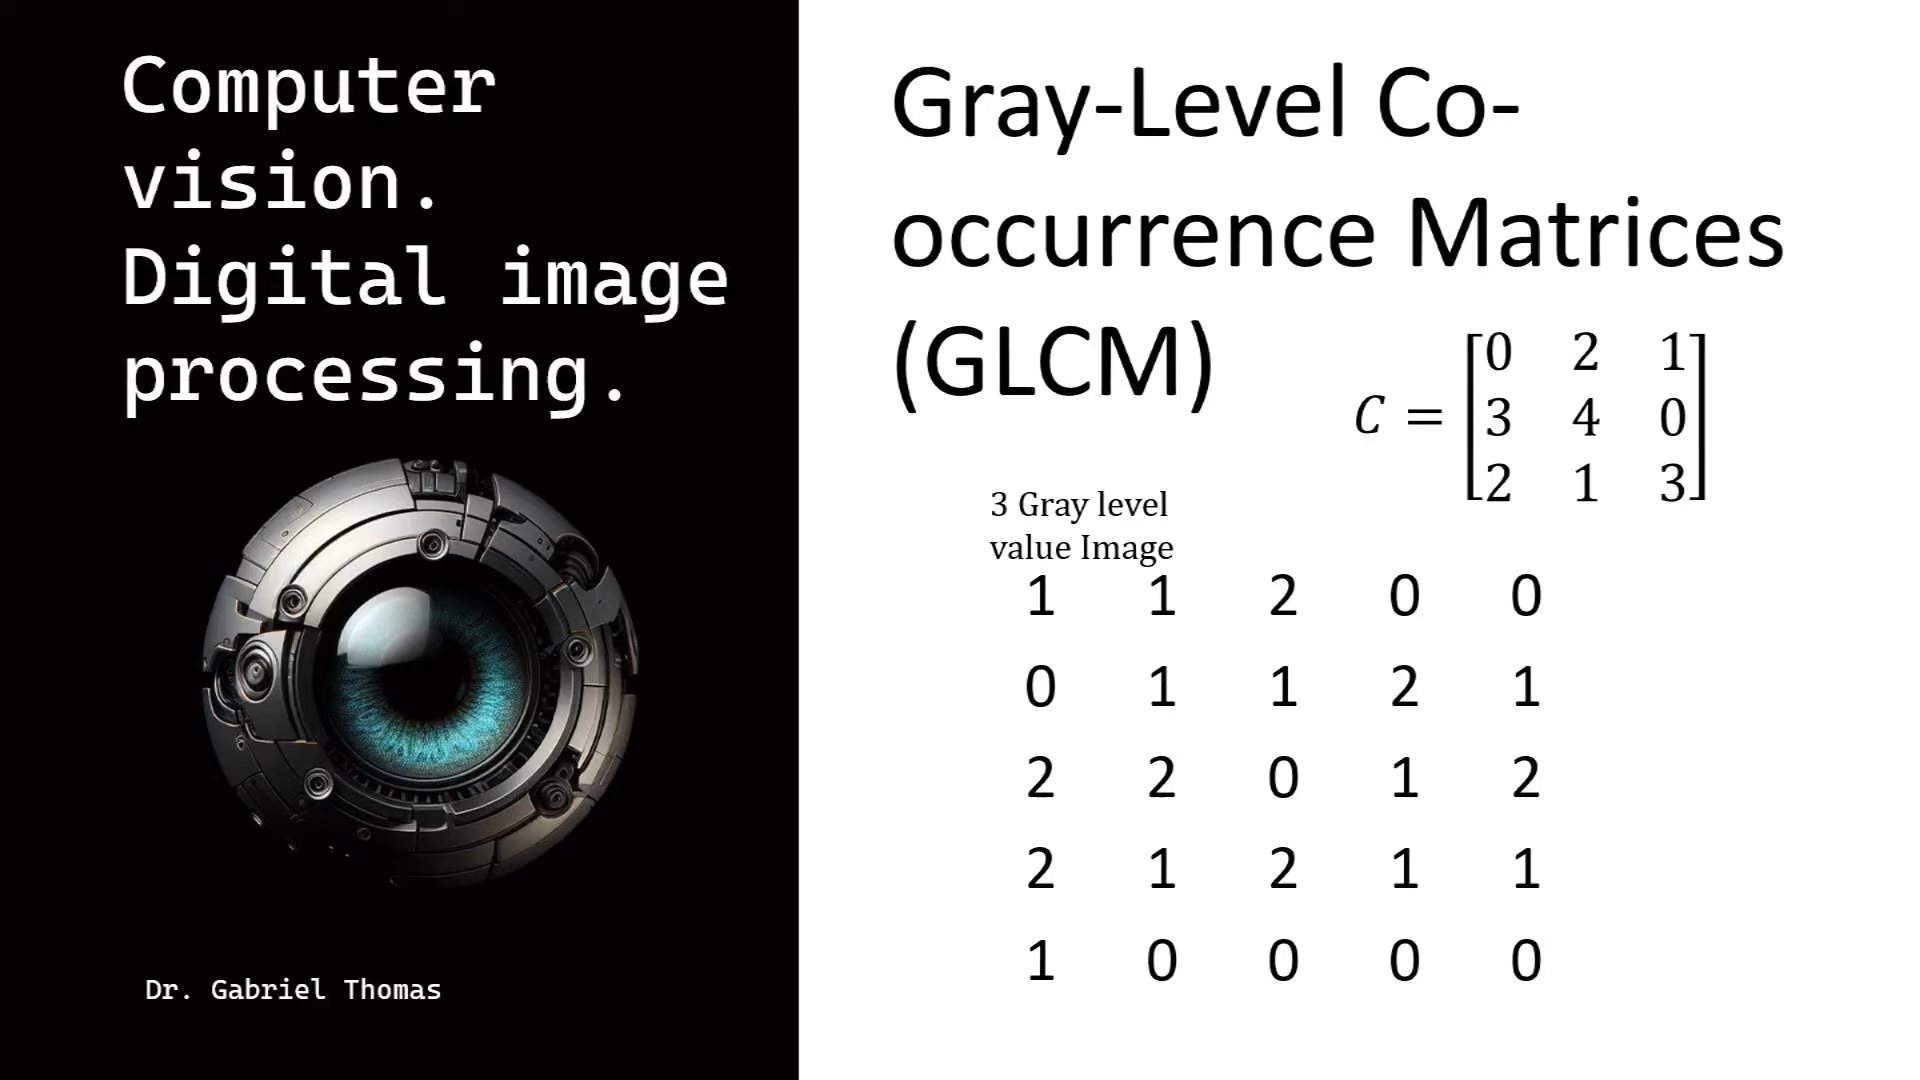 Computer
vision.
Digital image
processing.
Dr. Gabriel Thomas
Gray-Level Co-
occurrence Matrices
(GLCM)
C = [0 2 1
3 4 0
2 1 3]
3 Gray level
value Image
1 1 2 0 0
0 1 1 2 1
2 2 0 1 2
2 1 2 1 1
1 0 0 0 0